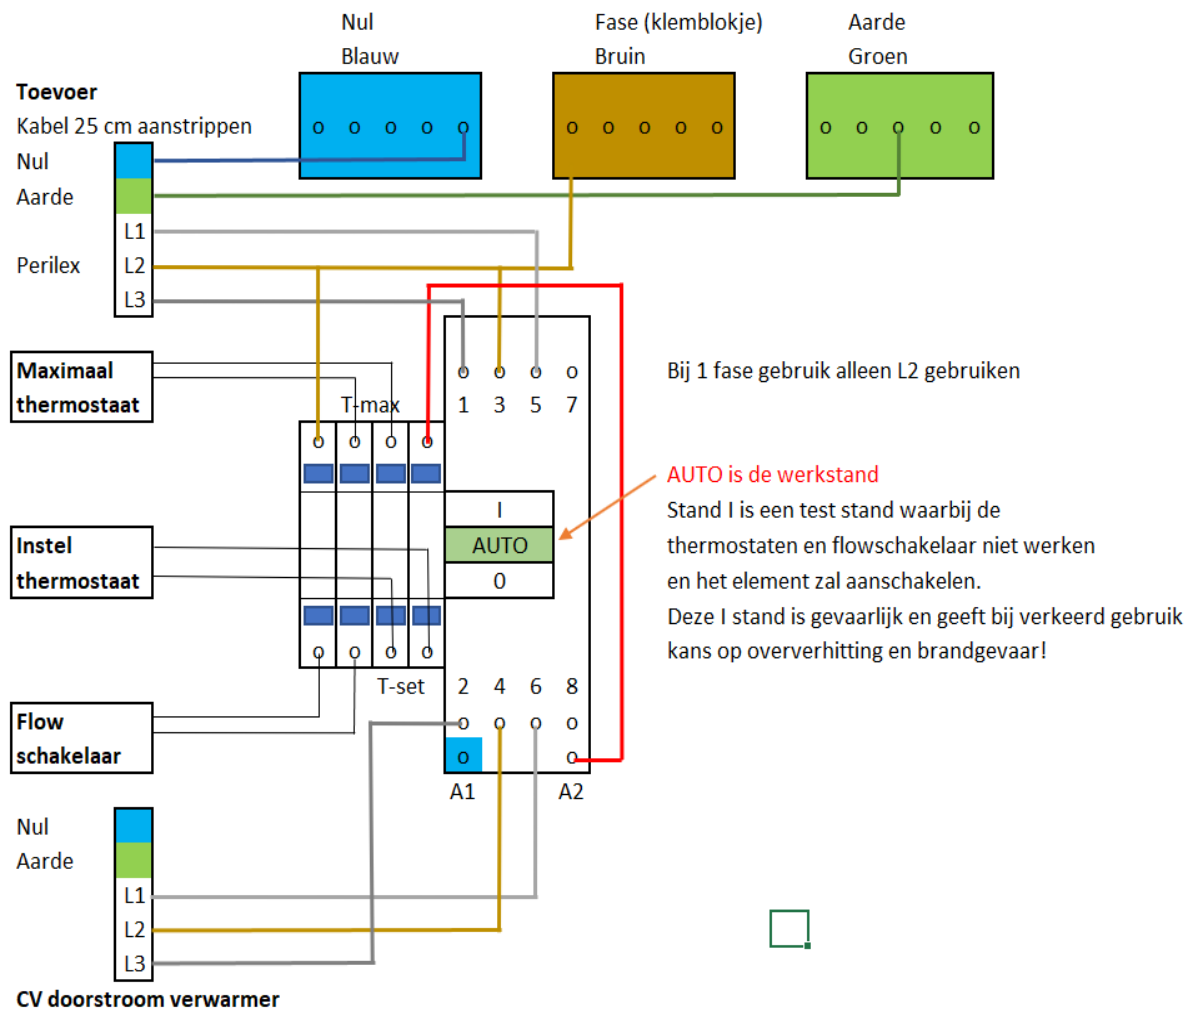 Nul
Blauw
Fase (klemblokje)
Bruin
Aarde
Groen
Toevoer
Kabel 25 cm aanstrippen
Nul
Aarde
L1
Perilex
L2
L3
o o o o o
o o o o o
o o o o o
Maximaal
thermostaat
T-max
o o o o
1 3 5 7
Bij 1 fase gebruik alleen L2 gebruiken
o o o o
I
AUTO
0
AUTO is de werkstand
Stand I is een test stand waarbij de
thermostaten en flowschakelaar niet werken
en het element zal aanschakelen.
Deze I stand is gevaarlijk en geeft bij verkeerd gebruik
kans op oververhitting en brandgevaar!
Instel
thermostaat
o o o o
T-set
2 4 6 8
o o o o
o o
A1 A2
Flow
schakelaar
Nul
Aarde
L1
L2
L3
CV doorstroom verwarmer